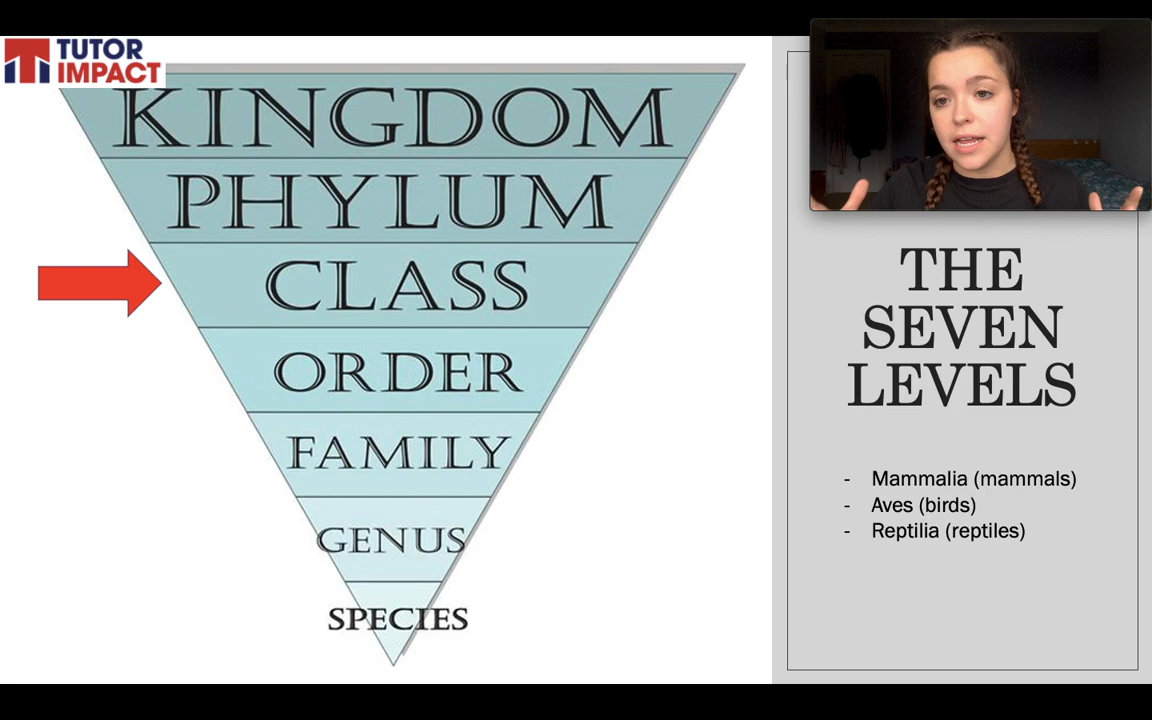 TUTOR
IMPACT
KINGDOM
PHYLUM
CLASS
ORDER
FAMILY
GENUS
SPECIES
THE
SEVEN
LEVELS
- Mammalia (mammals)
- Aves (birds)
- Reptilia (reptiles)